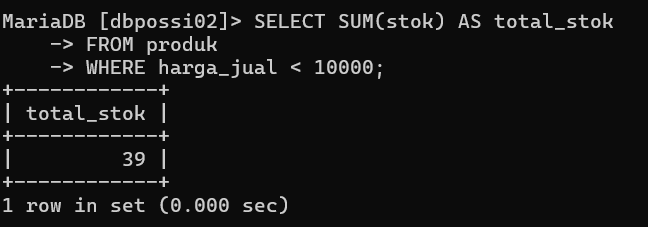 MariaDB [dbpossi02]> SELECT SUM(stok) AS total_stok
    -> FROM produk
    -> WHERE harga_jual < 10000;
+------------+
| total_stok |
+------------+
|         39 |
+------------+
1 row in set (0.000 sec)